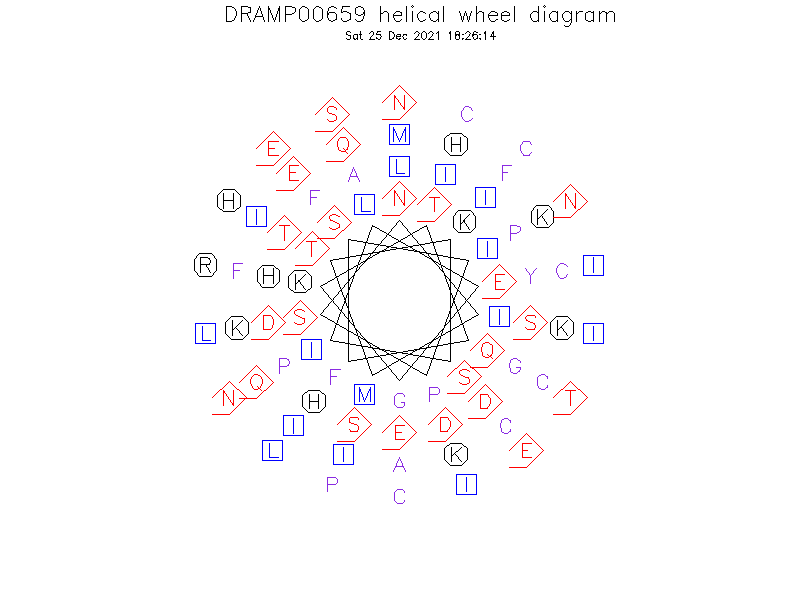 DRAMP00659 helical wheel diagram
Sat 25 Dec 2021 18:26:14
N
S C
M
Q H
E C
L
E A I F
H F L N T I N
I S K K
T P
T I
R F H K E Y C I
L K D S I S K I
I Q
P G
Q F S C
N H M G P D T
I S E D C
L I K E
A
P I
C